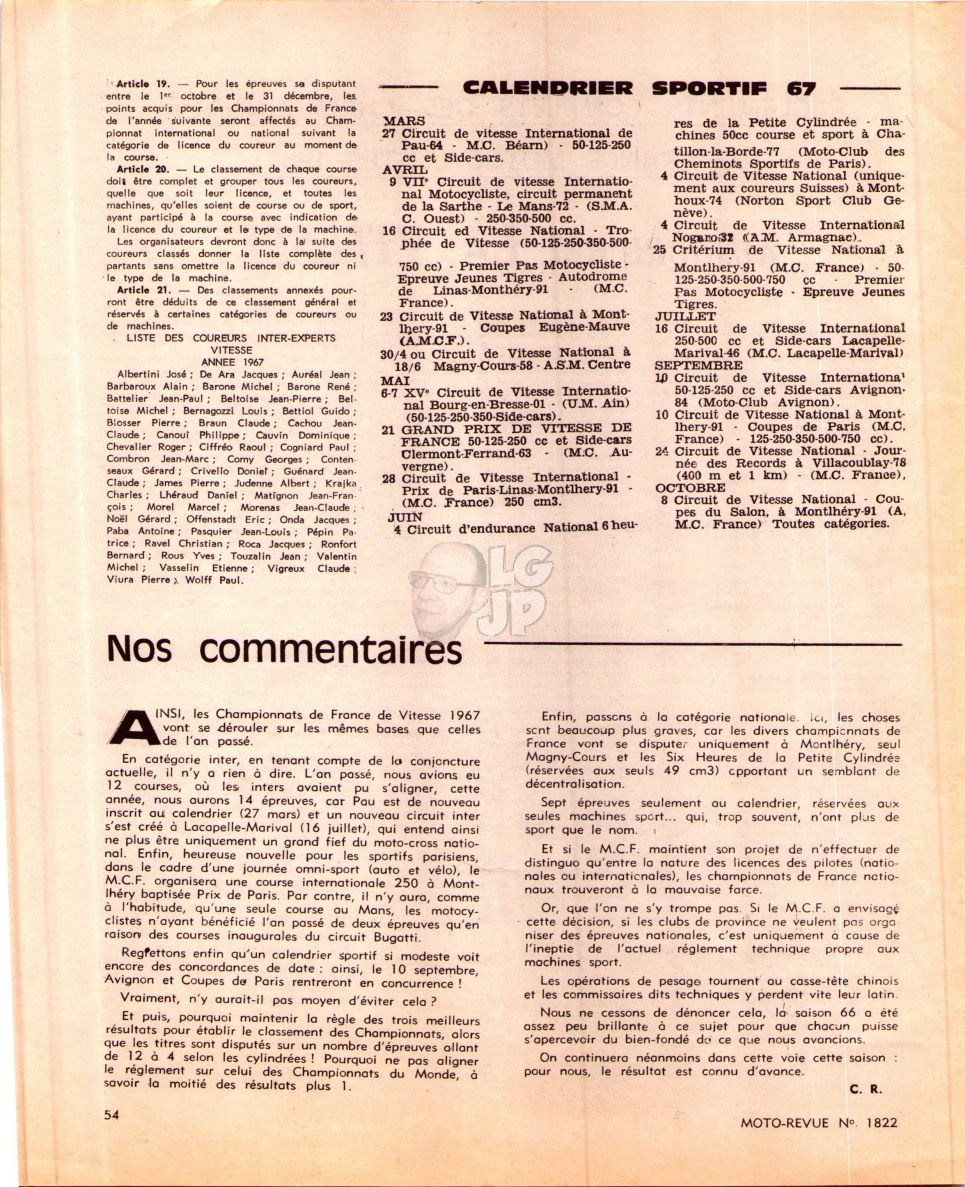 Article 19. — Pour les épreuves se disputant
entre le 1er octobre et le 31 décembre, les
points acquis pour les Championnats de France
de l'année suivante seront affectés au Cham-
pionnat international ou national suivant la
catégorie de licence du coureur au moment de
la course.
Article 20. — Le classement de chaque course
doit être complet et grouper tous les coureurs,
quelle que soit leur licence, et toutes les
machines, qu'elles soient de course ou de sport,
ayant participé à la course avec indication de
la licence du coureur et le type de la machine.
Les organisateurs devront donc à la suite des
coureurs classés donner la liste complète des
partants sans omettre la licence du coureur ni
le type de la machine.
Article 21. — Des classements annexés pour-
ront être déduits de ce classement général et
réservés à certaines catégories de coureurs ou
de machines.
LISTE DES COUREURS INTER-EXPERTS
VITESSE
ANNEE 1967
Albertini José ; De Ara Jacques ; Auréal Jean ;
Barbaroux Alain ; Barone Michel ; Barone René ;
Battelier Jean-Paul ; Beltoise Jean-Pierre ; Bel-
toise Michel ; Bernagozzi Louis ; Bettiol Guido ;
Biosser Pierre ; Braun Claude ; Cachou Jean-
Claude ; Canoui Philippe ; Cauvin Dominique ;
Chevalier Roger ; Ciffréo Raoul ; Cogniard Paul ;
Combron Jean-Marc ; Comy Georges ; Conten-
seaux Gérard ; Crivello Doniel ; Guénard Jean-
Claude ; James Pierre ; Judenne Albert ; Krajka
Charles ; Lhéraud Daniel ; Matignon Jean-Fran-
çois ; Morel Marcel ; Morenas Jean-Claude ;
Noël Gérard ; Offenstadt Eric ; Onda Jacques ;
Paba Antoine ; Pasquier Jean-Louis ; Pépin Pa-
trice ; Ravel Christian ; Roca Jacques ; Ronfort
Bernard ; Rous Yves ; Touzalin Jean ; Valentin
Michel ; Vasselin Etienne ; Vigreux Claude ;
Viura Pierre ; Wolff Paul.
CALENDRIER SPORTIF 67
MARS
27 Circuit de vitesse International de
Pau-64 - M.C. Béarn) - 50-125-250
cc et Side-cars.
AVRIL
9 VIIe Circuit de vitesse Internatio-
nal Motocycliste, circuit permanent
de la Sarthe - Le Mans-72 - (S.M.A.
C. Ouest) - 250-350-500 cc.
16 Circuit ed Vitesse National - Tro-
phée de Vitesse (50-125-250-350-500-
750 cc) - Premier Pas Motocycliste -
Epreuve Jeunes Tigres - Autodrome
de Linas-Monthéry-91 - (M.C.
France).
23 Circuit de Vitesse National à Mont-
lhery-91 - Coupes Eugène-Mauve
(A.M.C.F.).
30/4 ou Circuit de Vitesse National à
18/6 Magny-Cours-58 - A.S.M. Centre
MAI
6-7 XVe Circuit de Vitesse Internatio-
nal Bourg-en-Bresse-01 - (U.M. Ain)
(50-125-250-350-Side-cars).
21 GRAND PRIX DE VITESSE DE
FRANCE 50-125-250 cc et Side-cars
Clermont-Ferrand-63 - (M.C. Au-
vergne).
28 Circuit de Vitesse International -
Prix de Paris-Linas-Montlhery-91 -
(M.C. France) 250 cm3.
JUIN
4 Circuit d'endurance National 6 heu-
res de la Petite Cylindrée - ma-
chines 50cc course et sport à Cha-
tillon-la-Borde-77 (Moto-Club des
Cheminots Sportifs de Paris).
4 Circuit de Vitesse National (unique-
ment aux coureurs Suisses) à Mont-
houx-74 (Norton Sport Club Ge-
nève).
4 Circuit de Vitesse International
Nogaro-32 (A.M. Armagnac).
25 Critérium de Vitesse National à
Montlhery-91 (M.C. France) - 50-
125-250-350-500-750 cc - Premier
Pas Motocycliste - Epreuve Jeunes
Tigres.
JUILLET
16 Circuit de Vitesse International
250-500 cc et Side-cars Lacapelle-
Marival-46 (M.C. Lacapelle-Marival)
SEPTEMBRE
10 Circuit de Vitesse International
50-125-250 cc et Side-cars Avignon-
84 (Moto-Club Avignon).
10 Circuit de Vitesse National à Mont-
lhery-91 - Coupes de Paris (M.C.
France) - 125-250-350-500-750 cc).
24 Circuit de Vitesse National - Jour-
née des Records à Villacoublay-78
(400 m et 1 km) - (M.C. France),
OCTOBRE
8 Circuit de Vitesse National - Cou-
pes du Salon, à Montlhéry-91 (A,
M.C. France) Toutes catégories.
LG
JP
Nos commentaires
AINSI, les Championnats de France de Vitesse 1967
vont se dérouler sur les mêmes bases que celles
de l'an passé.
En catégorie inter, en tenant compte de la conjoncture
actuelle, il n'y a rien à dire. L'an passé, nous avions eu
12 courses, où les inters avaient pu s'aligner, cette
année, nous aurons 14 épreuves, car Pau est de nouveau
inscrit au calendrier (27 mars) et un nouveau circuit inter
s'est créé à Lacapelle-Marival (16 juillet), qui entend ainsi
ne plus être uniquement un grand fief du moto-cross natio-
nal. Enfin, heureuse nouvelle pour les sportifs parisiens,
dans le cadre d'une journée omni-sport (auto et vélo), le
M.C.F. organisera une course internationale 250 à Mont-
lhéry baptisée Prix de Paris. Par contre, il n'y aura, comme
à l'habitude, qu'une seule course au Mans, les motocy-
clistes n'ayant bénéficié l'an passé de deux épreuves qu'en
raison des courses inaugurales du circuit Bugatti.
Regrettons enfin qu'un calendrier sportif si modeste voit
encore des concordances de date : ainsi, le 10 septembre,
Avignon et Coupes de Paris rentreront en concurrence !
Vraiment, n'y aurait-il pas moyen d'éviter cela ?
Et puis, pourquoi maintenir la règle des trois meilleurs
résultats pour établir le classement des Championnats, alors
que les titres sont disputés sur un nombre d'épreuves allant
de 12 à 4 selon les cylindrées ! Pourquoi ne pas aligner
le réglement sur celui des Championnats du Monde, à
savoir la moitié des résultats plus 1.
Enfin, passons à la catégorie nationale. Ici, les choses
sont beaucoup plus graves, car les divers championnats de
France vont se disputer uniquement à Montlhéry, seul
Magny-Cours et les Six Heures de la Petite Cylindrée
(réservées aux seuls 49 cm3) apportant un semblant de
décentralisation.
Sept épreuves seulement au calendrier, réservées aux
seules machines sport... qui, trop souvent, n'ont plus de
sport que le nom.
Et si le M.C.F. maintient son projet de n'effectuer de
distinguo qu'entre la nature des licences des pilotes (natio-
nales ou internationales), les championnats de France natio-
naux trouveront à la mauvaise farce.
Or, que l'on ne s'y trompe pas. Si le M.C.F. a envisagé
cette décision, si les clubs de province ne veulent pas orga
niser des épreuves nationales, c'est uniquement à cause de
l'ineptie de l'actuel réglement technique propre aux
machines sport.
Les opérations de pesage tournent au casse-tête chinois
et les commissaires dits techniques y perdent vite leur latin.
Nous ne cessons de dénoncer cela, la saison 66 a été
assez peu brillante à ce sujet pour que chacun puisse
s'apercevoir du bien-fondé de ce que nous avancions.
On continuera néanmoins dans cette voie cette saison :
pour nous, le résultat est connu d'avance.
C. R.
54
MOTO-REVUE No. 1822